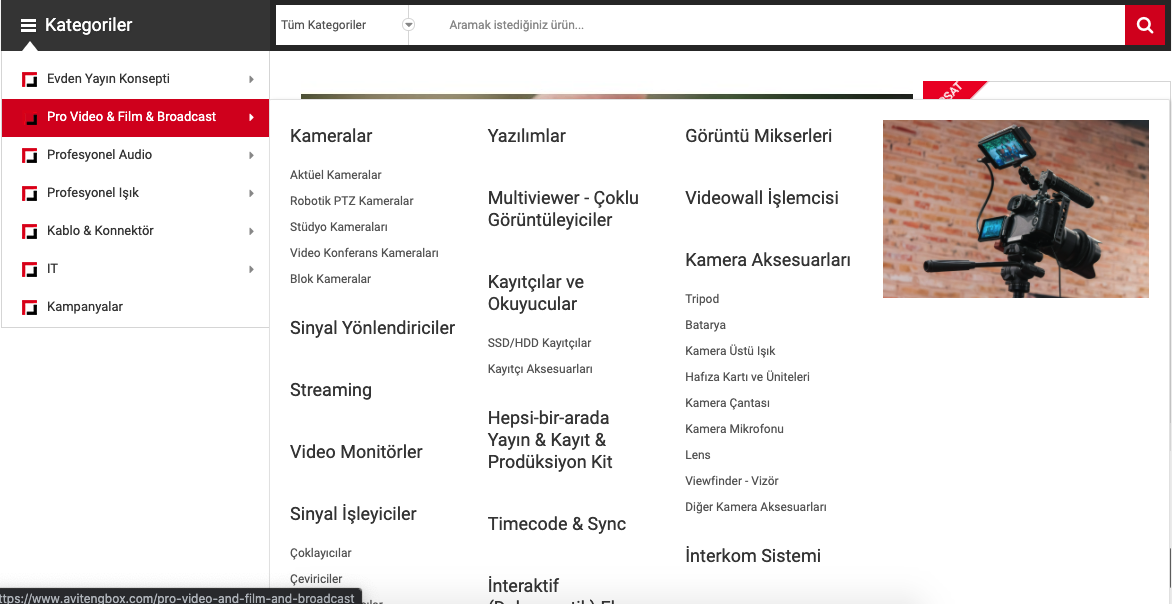 Kategoriler
Tüm Kategoriler
Aramak istediğiniz ürün...
Evden Yayın Konsepti
Pro Video & Film & Broadcast
Profesyonel Audio
Profesyonel Işık
Kablo & Konnektör
IT
Kampanyalar
Kameralar
Aktüel Kameralar
Robotik PTZ Kameralar
Stüdyo Kameraları
Video Konferans Kameraları
Blok Kameralar
Sinyal Yönlendiriciler
Streaming
Video Monitörler
Sinyal İşleyiciler
Çoklayıcılar
Çeviriciler
Yazılımlar
Multiviewer - Çoklu
Görüntüleyiciler
Kayıtçılar ve
Okuyucular
SSD/HDD Kayıtçılar
Kayıtçı Aksesuarları
Hepsi-bir-arada
Yayın & Kayıt &
Prodüksiyon Kit
Timecode & Sync
İnteraktif
Görüntü Mikserleri
Videowall İşlemcisi
Kamera Aksesuarları
Tripod
Batarya
Kamera Üstü Işık
Hafıza Kartı ve Üniteleri
Kamera Çantası
Kamera Mikrofonu
Lens
Viewfinder - Vizör
Diğer Kamera Aksesuarları
İnterkom Sistemi
ttps://www.avitengbox.com/pro-video-and-film-and-broadcast